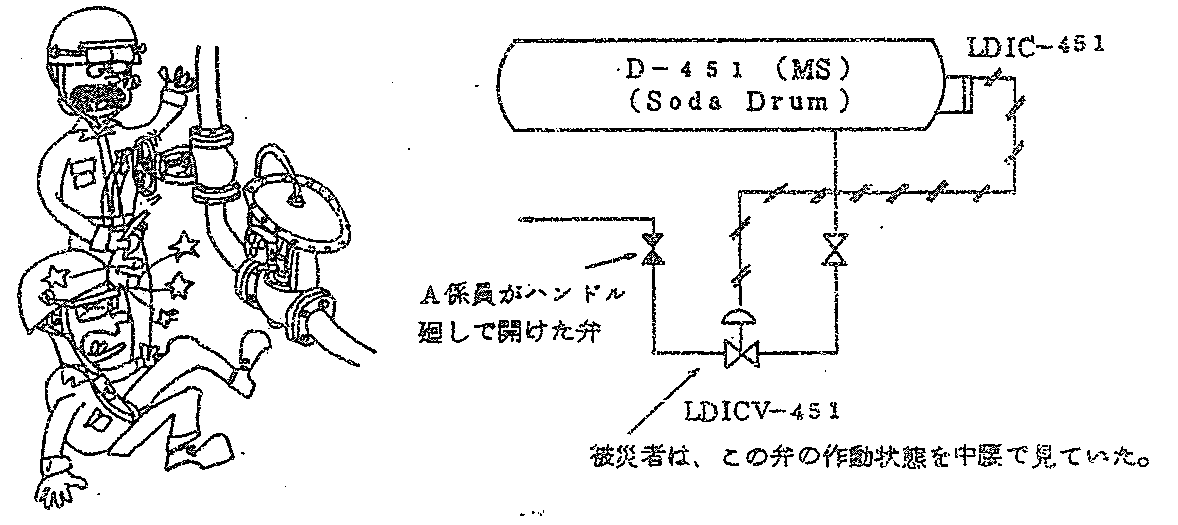 LDIC-451
D-451 (MS)
(Soda Drum)
A係員がハンドル
廻しで開けた弁
LDICV-451
被災者は、この弁の作動状態を中腰で見ていた。